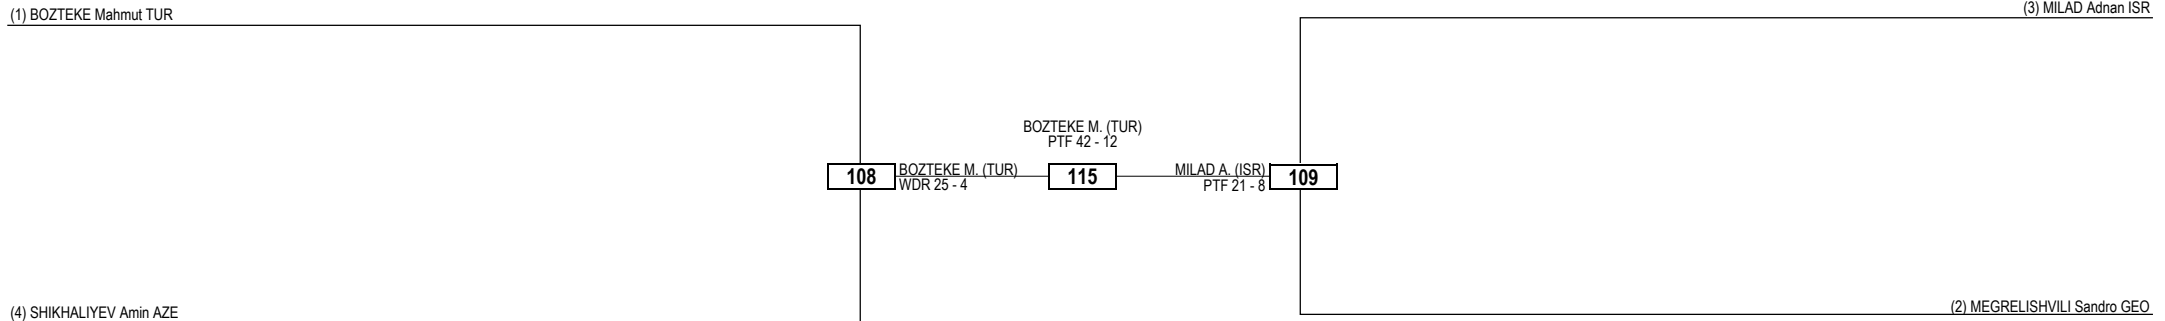 (1) BOZTEKE Mahmut TUR
(3) MILAD Adnan ISR
BOZTEKE M. (TUR)
PTF 42 - 12
108
BOZTEKE M. (TUR)
WDR 25 - 4
115
MILAD A. (ISR)
PTF 21 - 8
109
(4) SHIKHALIYEV Amin AZE
(2) MEGRELISHVILI Sandro GEO